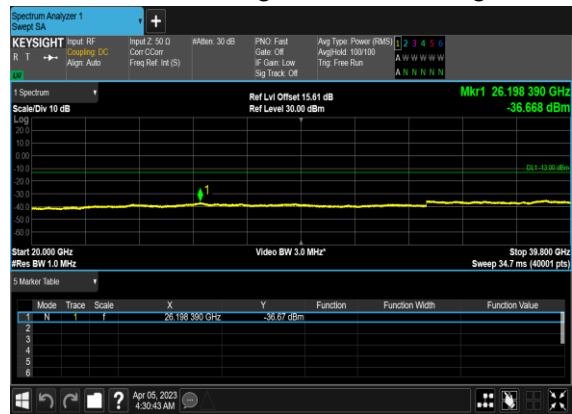 Spectrum Analyzer 1
Swept SA
+
KEYSIGHT Input: RF Input Z: 50 Ω #Atten: 30 dB PNO: Fast Avg Type: Power (RMS) 1 2 3 4 5 6
R T Coupling: DC Corr CCorr Gate: Off Avg|Hold: 100/100 A W W W W W
Align: Auto Freq Ref: Int (S) IF Gain: Low Trig: Free Run
Sig Track: Off A N N N N N
1 Spectrum Ref Lvl Offset 15.61 dB Mkr1 26.198 390 GHz
Scale/Div 10 dB Ref Level 30.00 dBm -36.668 dBm
Log
20.0
10.0
0.00
-10.0 DL1 -13.00 dBm
-20.0
-30.0 1
-40.0
-50.0
-60.0
Start 20.000 GHz Video BW 3.0 MHz* Stop 39.800 GHz
#Res BW 1.0 MHz Sweep 34.7 ms (40001 pts)
5 Marker Table
Mode Trace Scale X Y Function Function Width Function Value
1 N 1 f 26.198 390 GHz -36.67 dBm
2
3
4
5
6
? Apr 05, 2023
4:30:43 AM